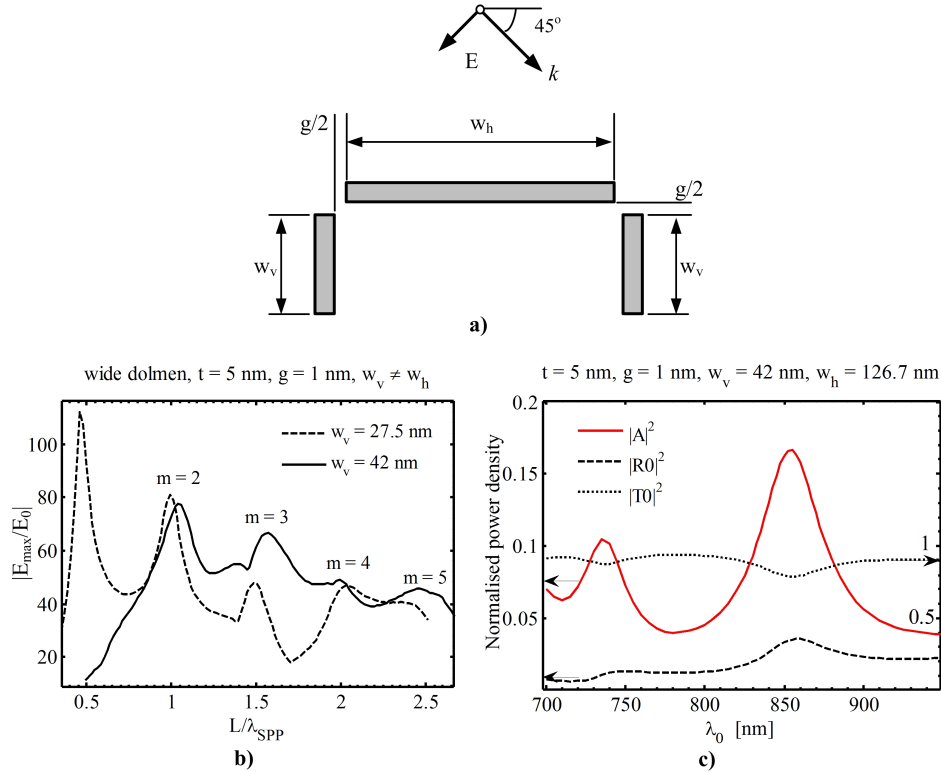 45°
E
k
g/2
w_h
g/2
w_v
w_v
a)
wide dolmen, t = 5 nm, g = 1 nm, w_v ≠ w_h
|E_max/E_0|
100
80
60
40
20
w_v = 27.5 nm
w_v = 42 nm
m = 2
m = 3
m = 4
m = 5
0.5 1 1.5 2 2.5
L/λ_SPP
b)
t = 5 nm, g = 1 nm, w_v = 42 nm, w_h = 126.7 nm
Normalised power density
0.2
0.15
0.1
0.05
|A|²
|R0|²
|T0|²
1
0.5
700 750 800 850 900
λ_0 [nm]
c)